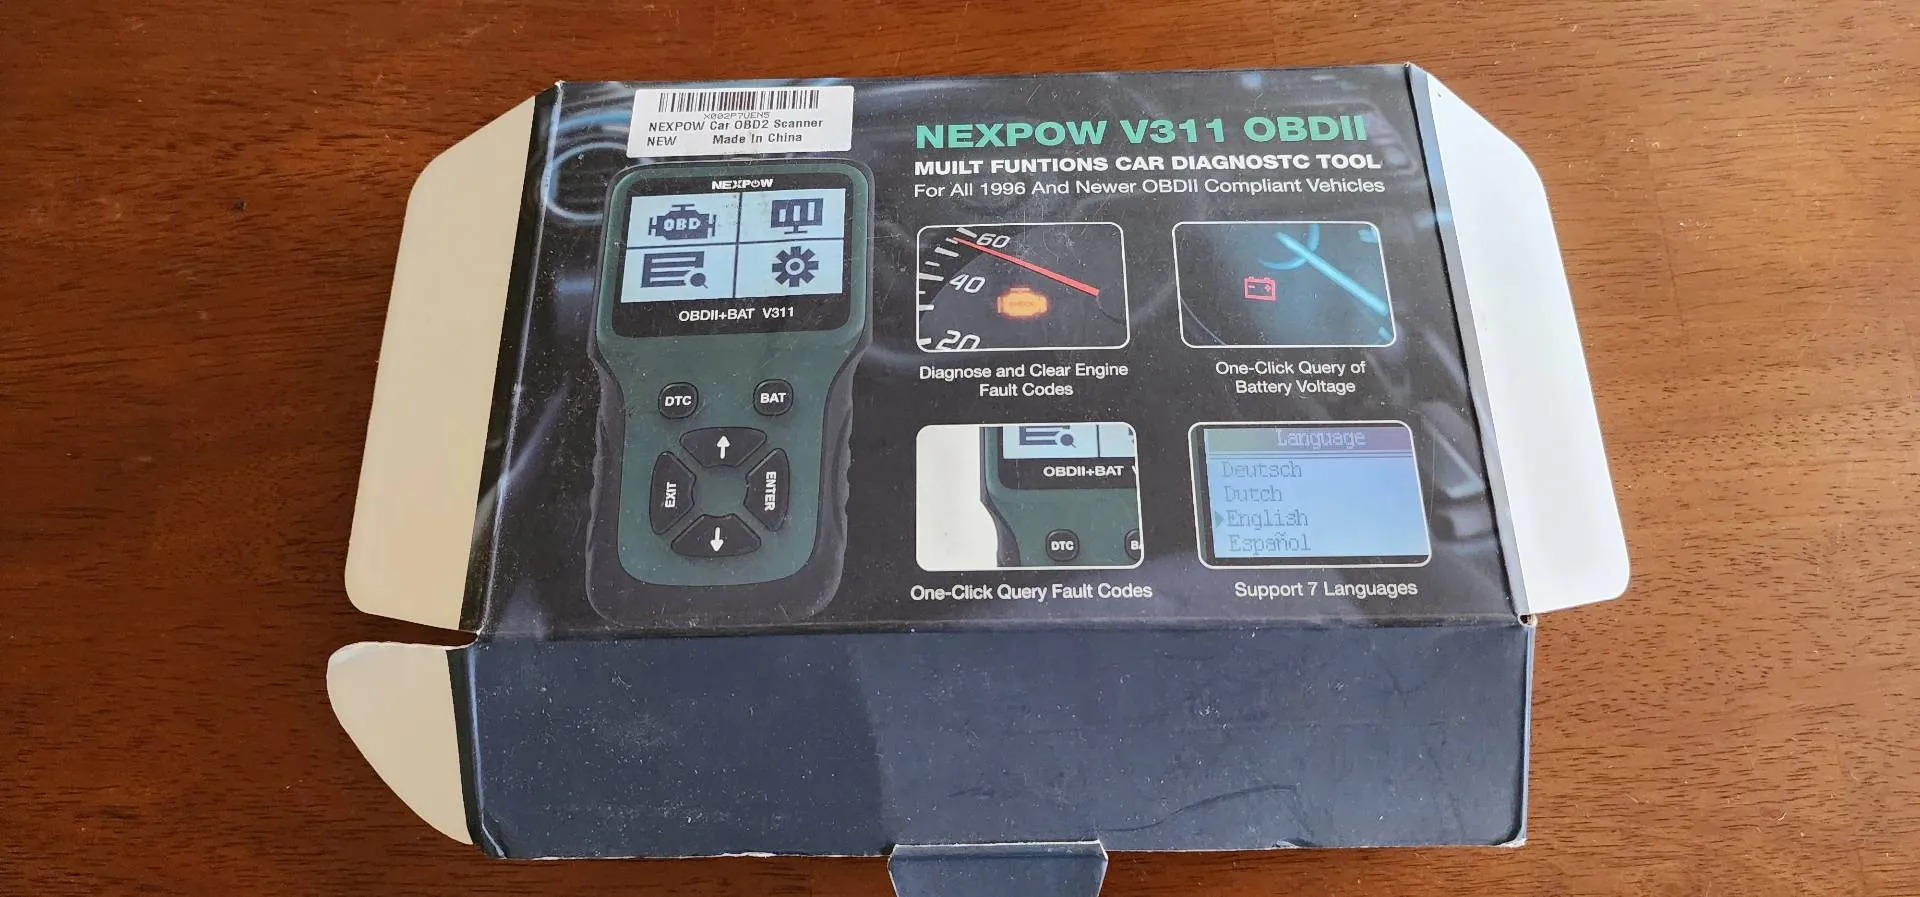 X002P7UEN5
NEXPOW Car OBD2 Scanner
NEW Made In China
NEXPOW
OBD
OBDII+BAT V311
DTC
BAT
EXIT
ENTER
NEXPOW V311 OBDII
MUILT FUNTIONS CAR DIAGNOSTC TOOL
For All 1996 And Newer OBDII Compliant Vehicles
60
40
20
CHECK
Diagnose and Clear Engine
Fault Codes
One-Click Query of
Battery Voltage
OBDII+BAT V
DTC
BA
One-Click Query Fault Codes
Language
Deutsch
Dutch
English
Español
Support 7 Languages